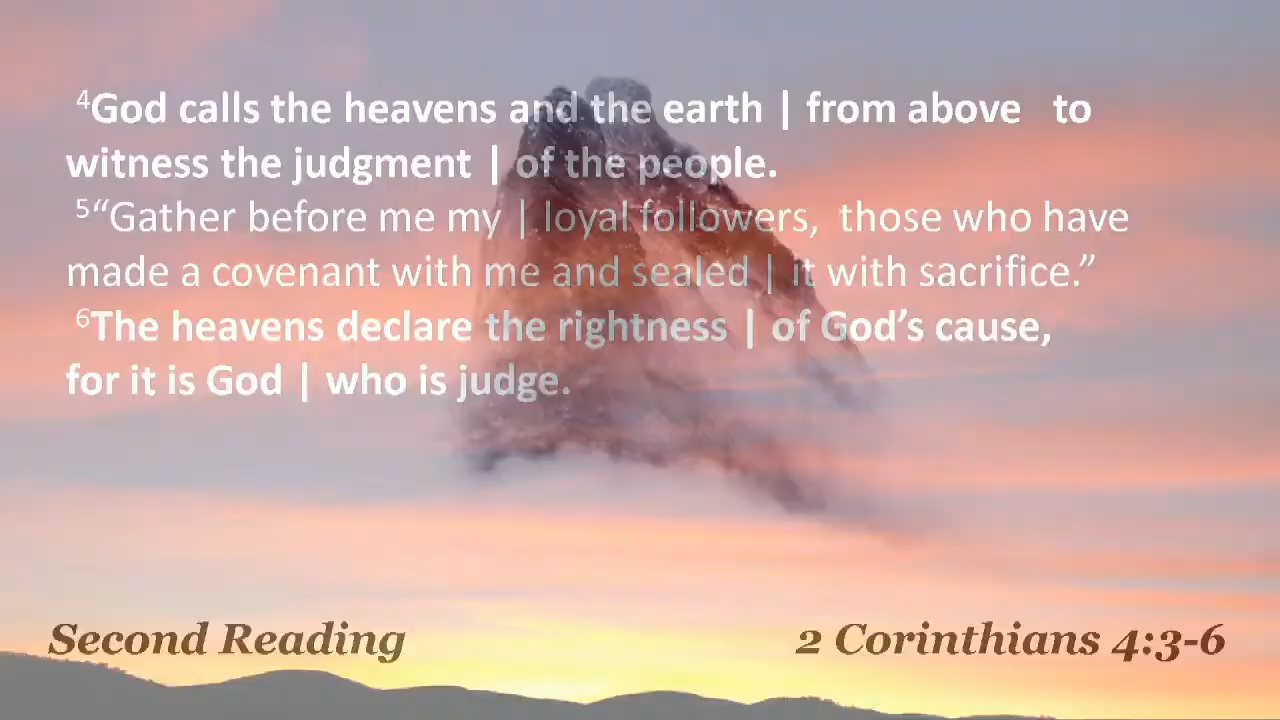 ⁴God calls the heavens and the earth | from above to
witness the judgment | of the people.
⁵“Gather before me my | loyal followers, those who have
made a covenant with me and sealed | it with sacrifice.”
⁶The heavens declare the rightness | of God’s cause,
for it is God | who is judge.
Second Reading
2 Corinthians 4:3-6